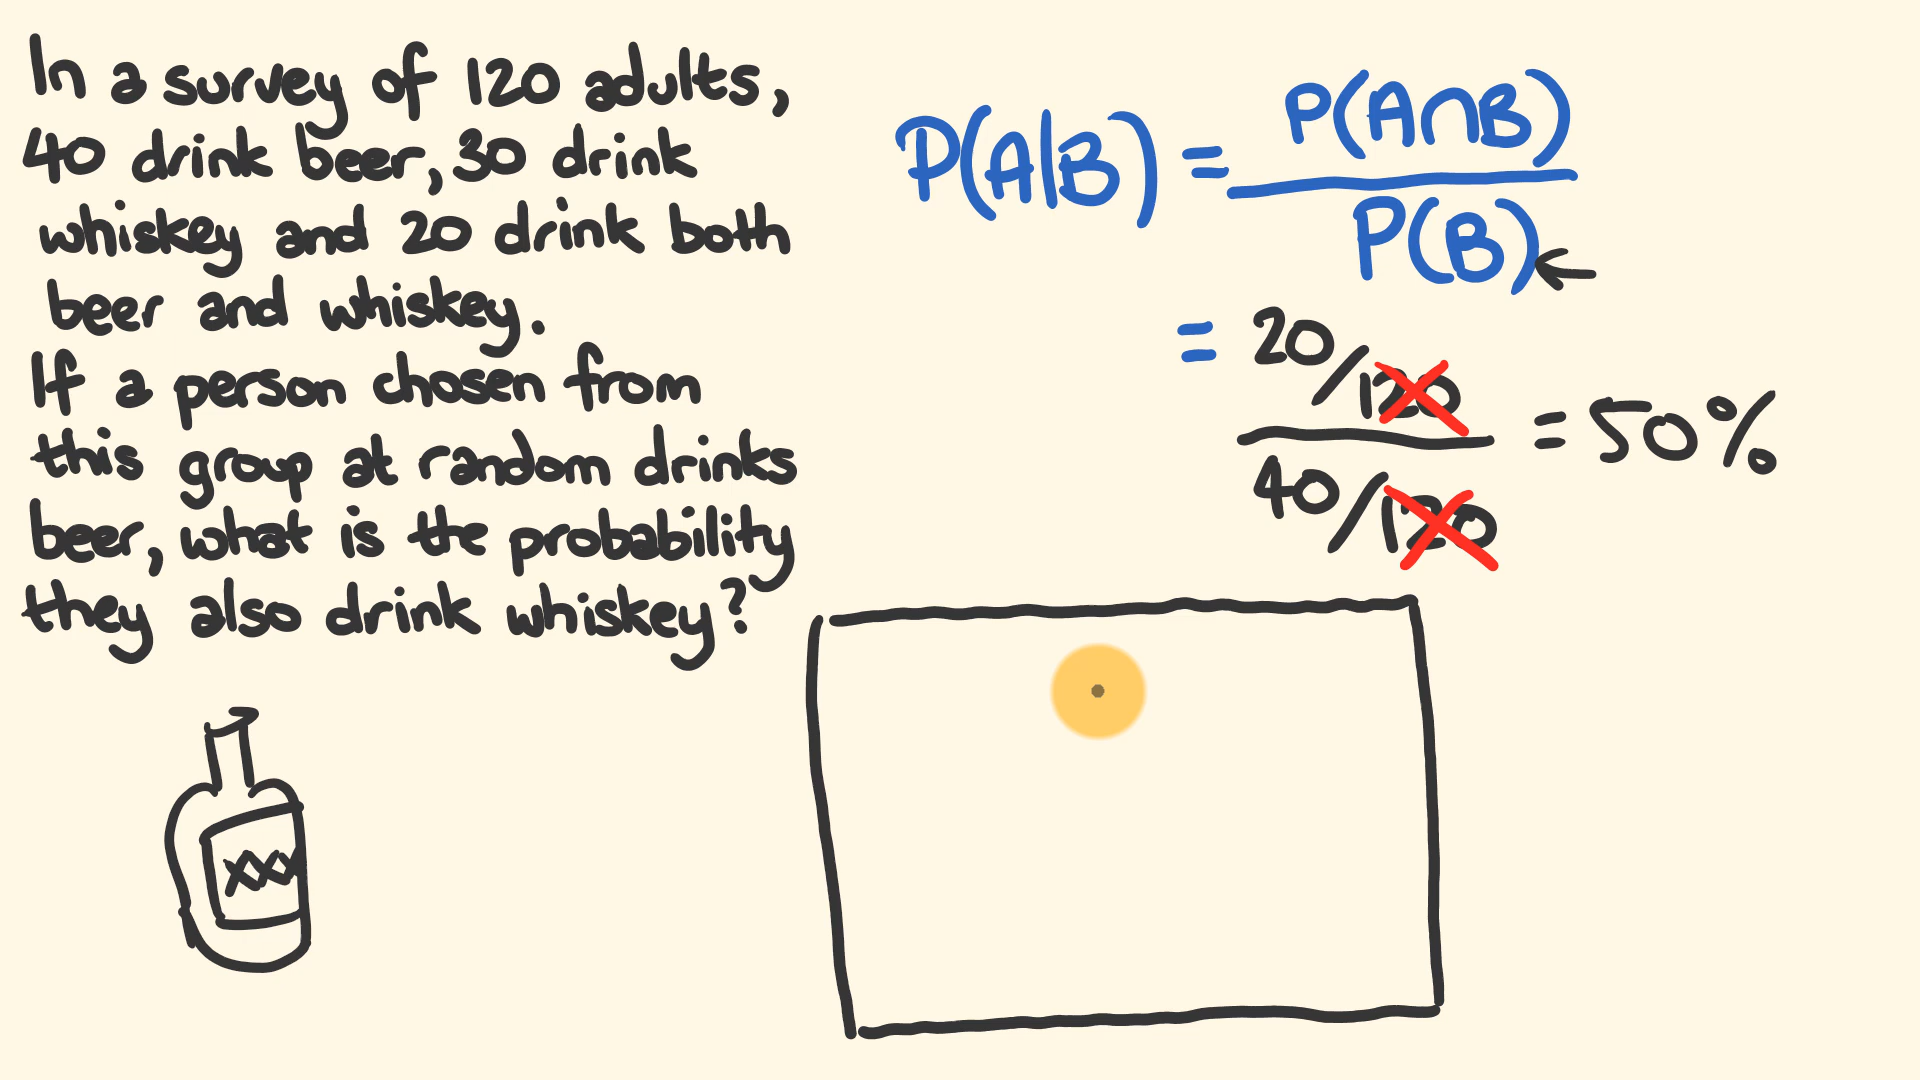 In a survey of 120 adults,
40 drink beer, 30 drink
whiskey and 20 drink both
beer and whiskey.
If a person chosen from
this group at random drinks
beer, what is the probability
they also drink whiskey?
P(A|B) = P(A∩B)
P(B)
= 20/120
40/120
= 50%
XXX